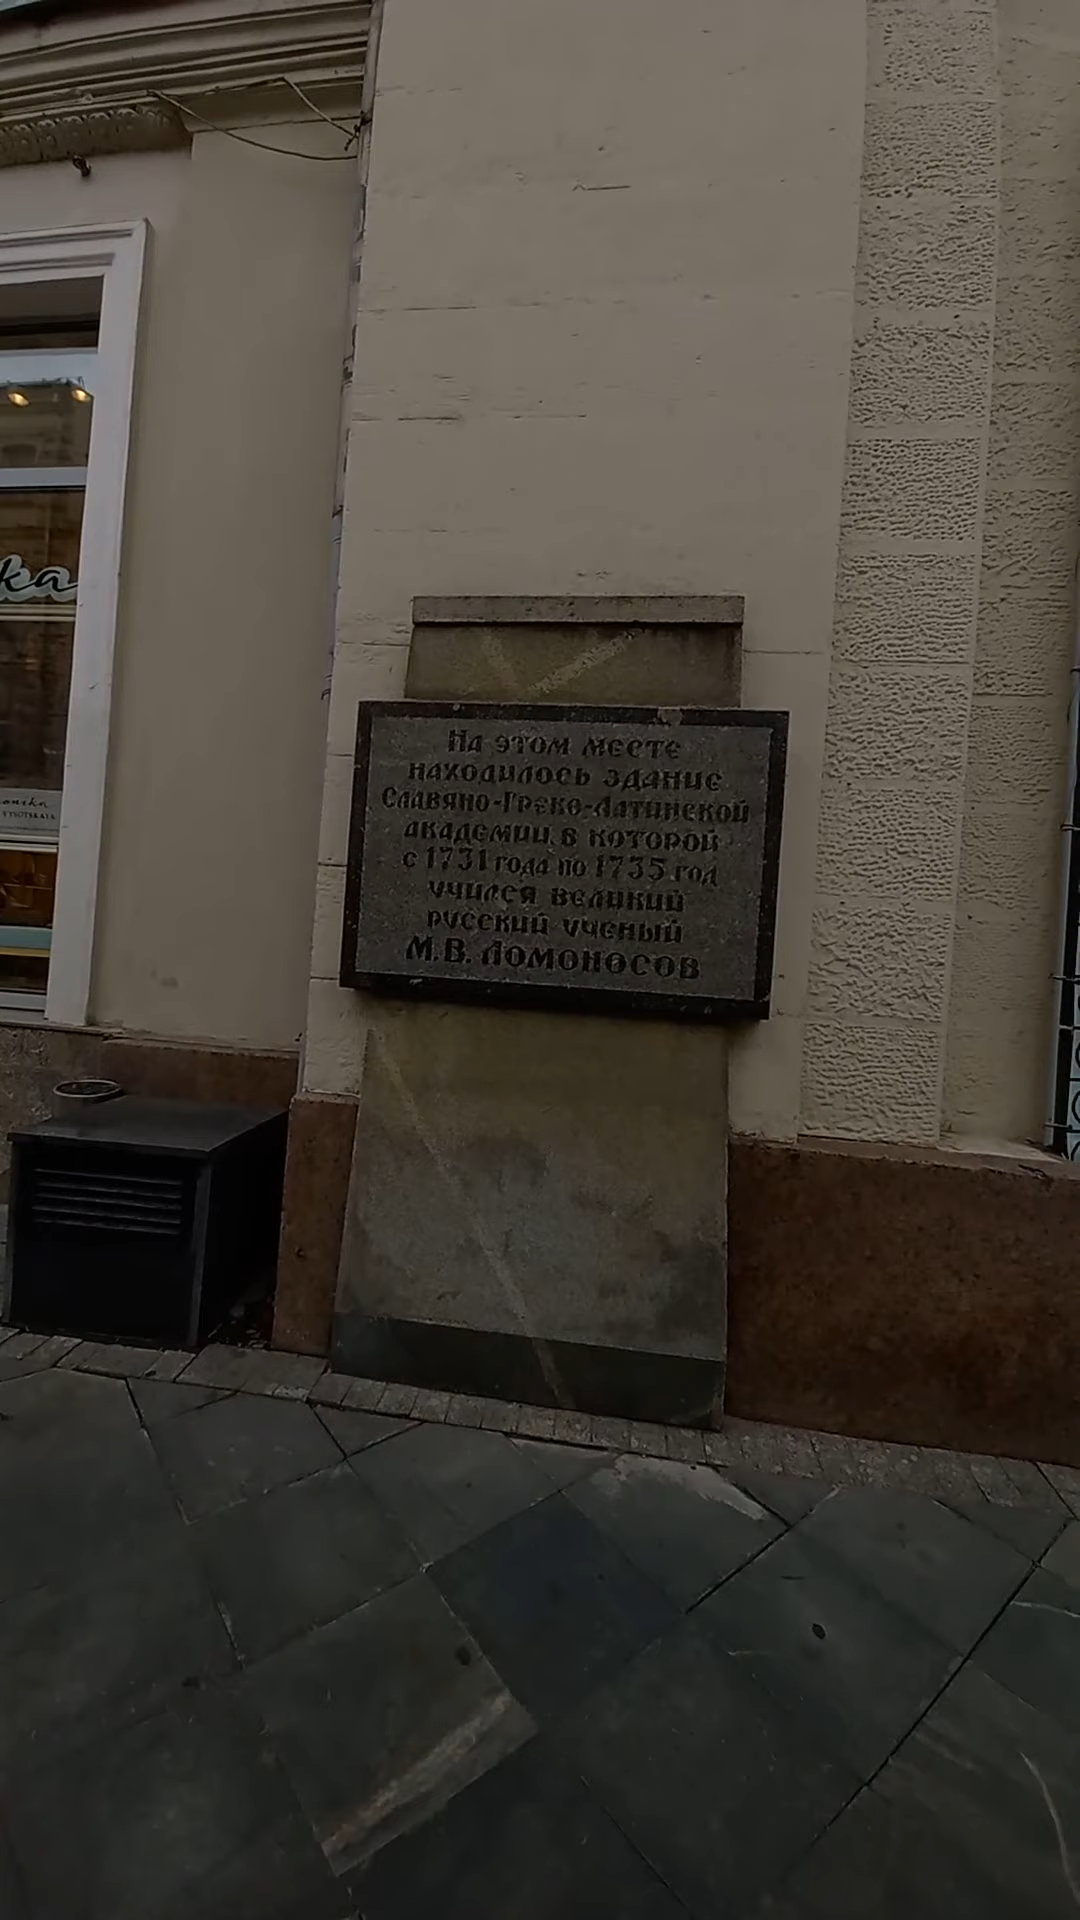 ka
На этом месте
находилось здание
Славяно-Греко-Латинской
академии, в которой
с 1731 года по 1735 год
учился великий
русский ученый
М.В. Ломоносов